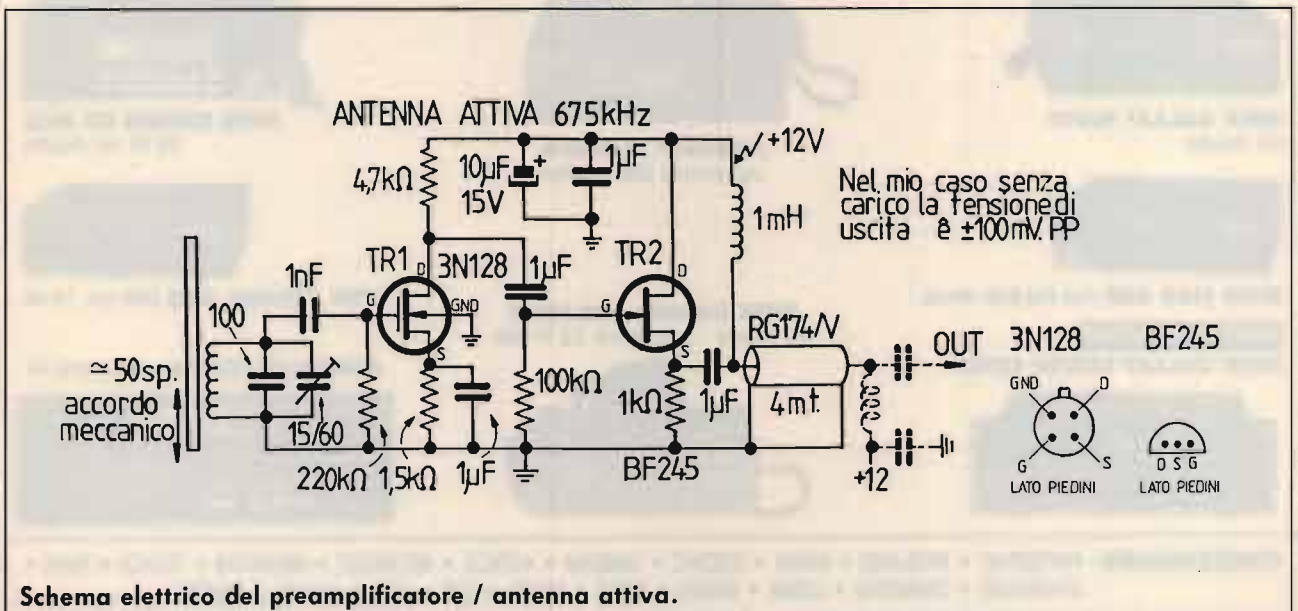 ANTENNA ATTIVA 675kHz
4,7kΩ
10µF
15V
+
1µF
+12V
1mH
Nel mio caso senza
carico la tensione di
uscita ê ±100mV. PP
TR1
D
3N128
G
GND
S
1nF
100
≃50sp.
accordo
meccanico
15/60
220kΩ
1,5kΩ
1µF
1µF
100kΩ
TR2
D
G
S
1kΩ
1µF
BF245
RG174/V
4mt.
OUT
+12
3N128
GND
D
G
S
LATO PIEDINI
BF245
D S G
LATO PIEDINI
Schema elettrico del preamplificatore / antenna attiva.